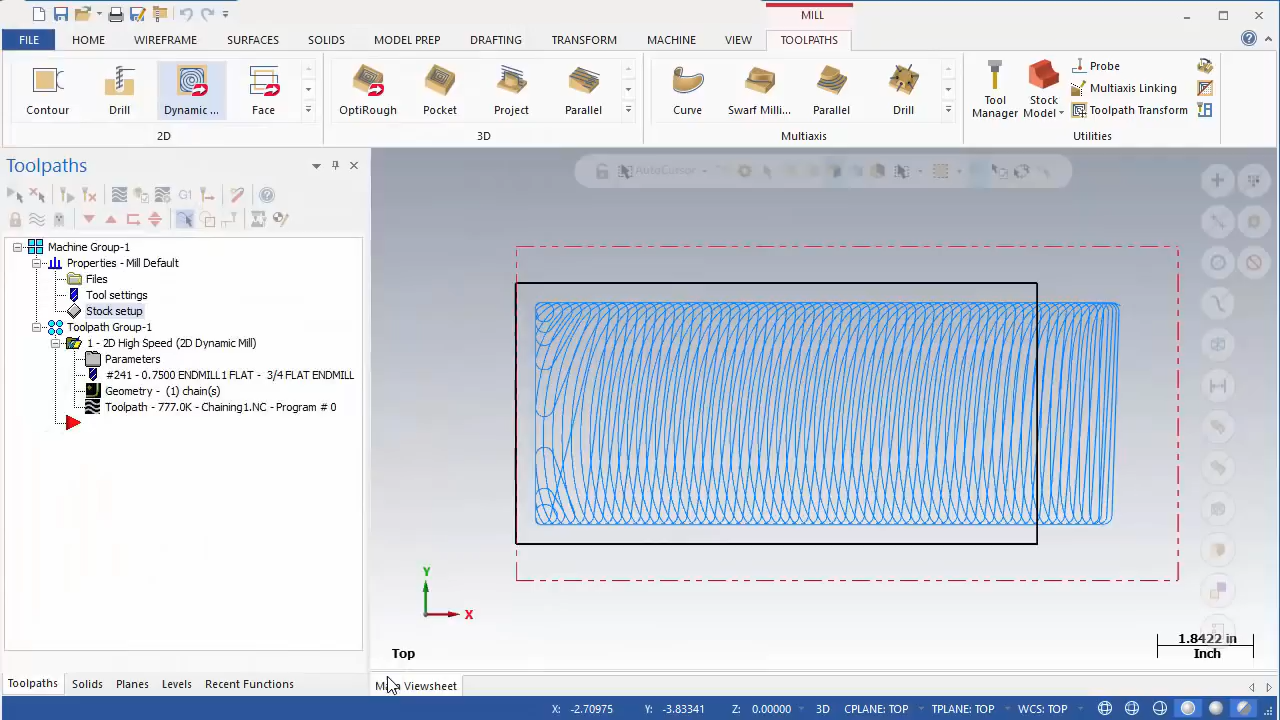 MILL
FILE HOME WIREFRAME SURFACES SOLIDS MODEL PREP DRAFTING TRANSFORM MACHINE VIEW TOOLPATHS
Contour Drill Dynamic ... Face OptiRough Pocket Project Parallel Curve Swarf Milli... Parallel Drill Tool Manager Stock Model Probe
Multiaxis Linking
Toolpath Transform
2D 3D Multiaxis Utilities
Toolpaths
AutoCursor
G1
Machine Group-1
Properties - Mill Default
Files
Tool settings
Stock setup
Toolpath Group-1
1 - 2D High Speed (2D Dynamic Mill)
Parameters
#241 - 0.7500 ENDMILL1 FLAT - 3/4 FLAT ENDMILL
Geometry - (1) chain(s)
Toolpath - 777.0K - Chaining1.NC - Program # 0
Y
X
1.8422 in
Inch
Top
Toolpaths Solids Planes Levels Recent Functions
Viewsheet
X: -2.70975 Y: -3.83341 Z: 0.00000 3D CPLANE: TOP TPLANE: TOP WCS: TOP